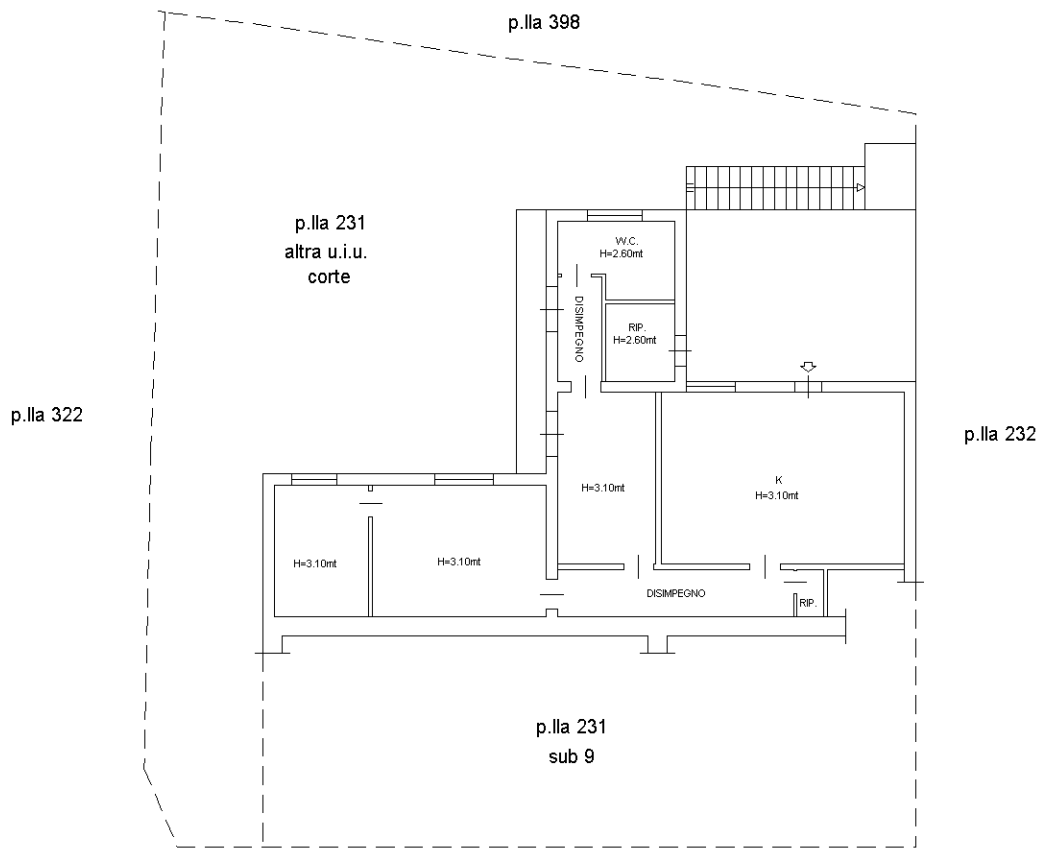 p.lla 398
p.lla 231
altra u.i.u.
corte
W.C.
H=2.60mt
DISIMPEGNO
RIP.
H=2.60mt
p.lla 322
p.lla 232
H=3.10mt
K
H=3.10mt
H=3.10mt
H=3.10mt
DISIMPEGNO
RIP.
p.lla 231
sub 9